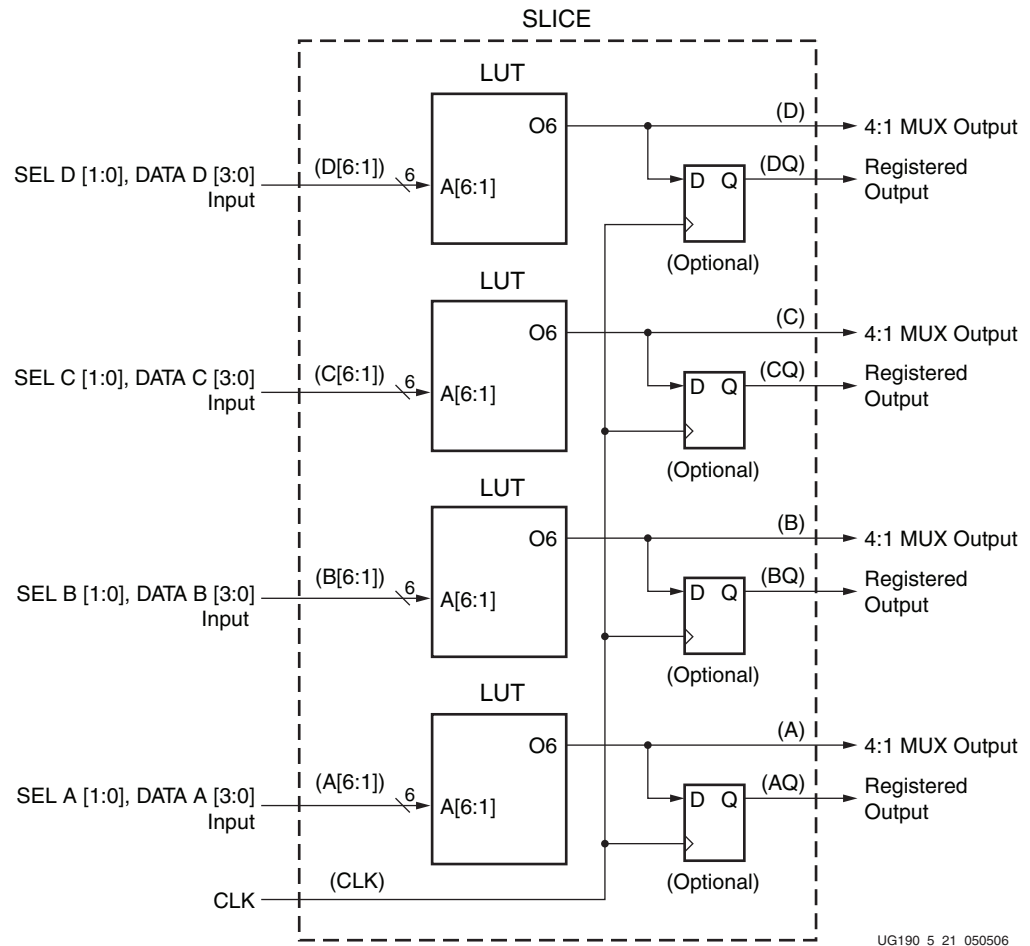 SLICE
LUT
O6
(D)
4:1 MUX Output
SEL D [1:0], DATA D [3:0]
Input
(D[6:1])
6
A[6:1]
D Q
(DQ)
Registered
Output
(Optional)
LUT
O6
(C)
4:1 MUX Output
SEL C [1:0], DATA C [3:0]
Input
(C[6:1])
6
A[6:1]
D Q
(CQ)
Registered
Output
(Optional)
LUT
O6
(B)
4:1 MUX Output
SEL B [1:0], DATA B [3:0]
Input
(B[6:1])
6
A[6:1]
D Q
(BQ)
Registered
Output
(Optional)
LUT
O6
(A)
4:1 MUX Output
SEL A [1:0], DATA A [3:0]
Input
(A[6:1])
6
A[6:1]
D Q
(AQ)
Registered
Output
(Optional)
CLK
(CLK)
UG190_5_21_050506